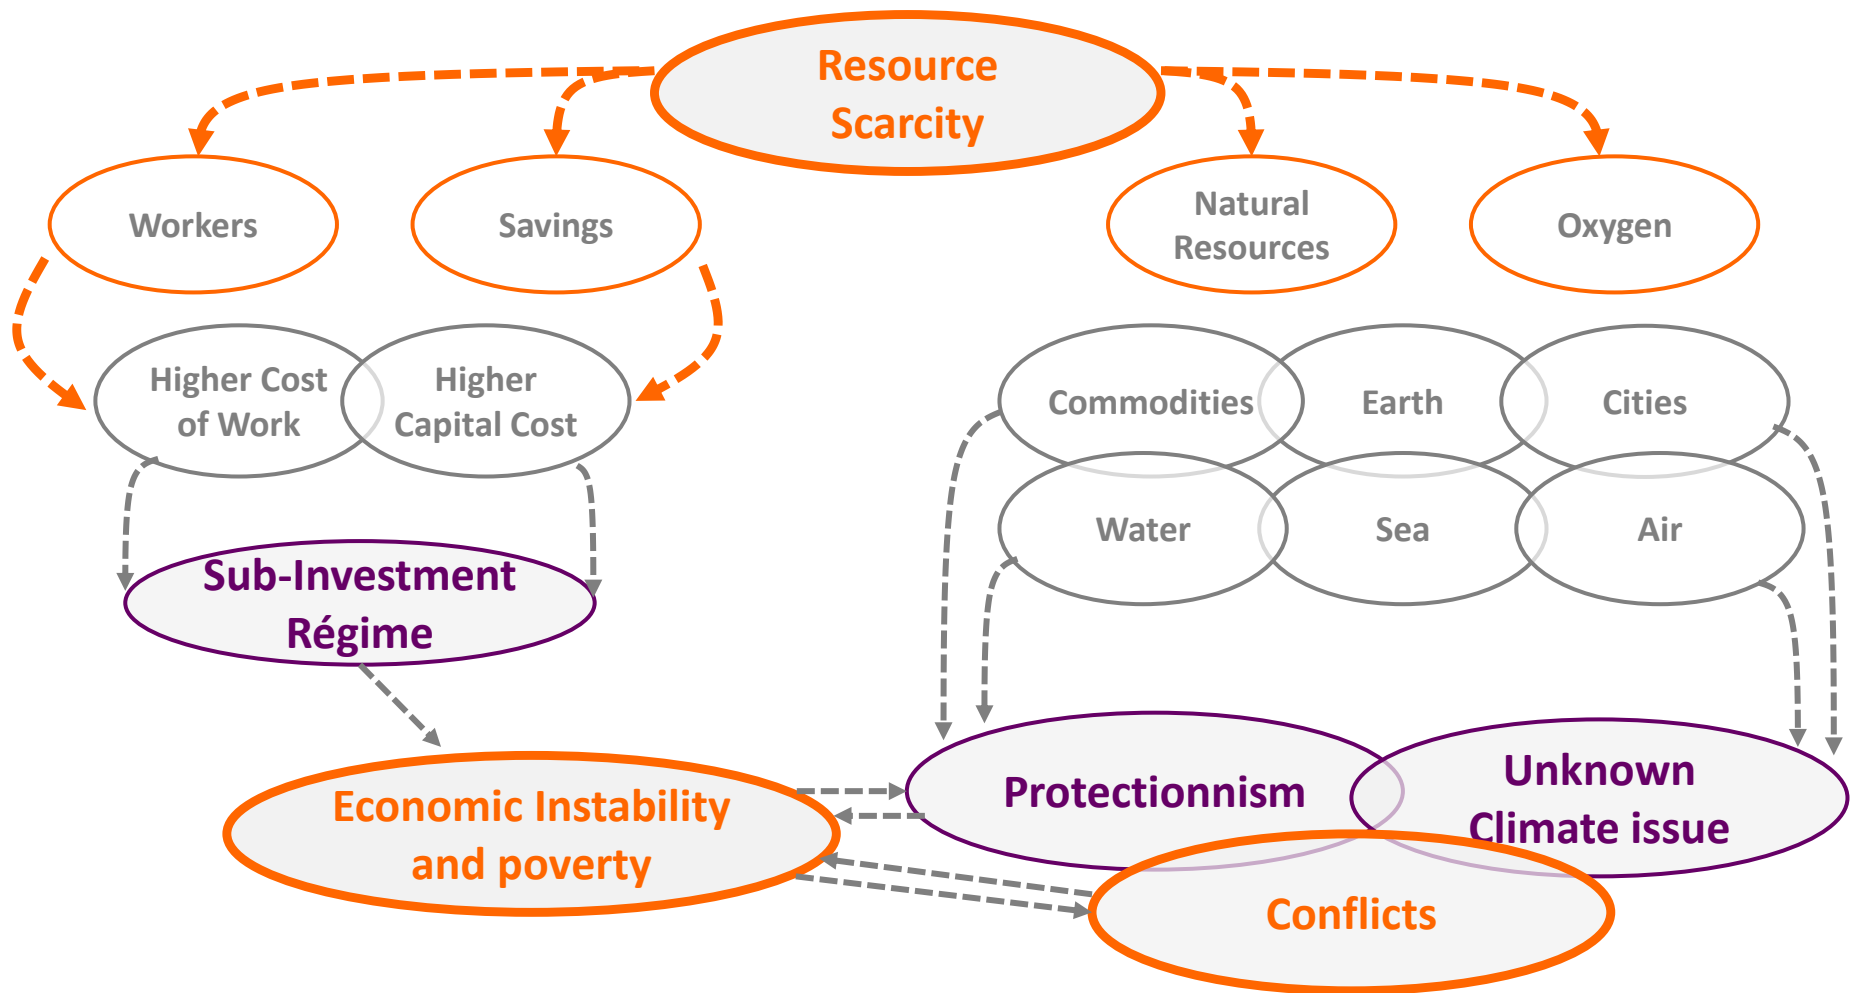 Resource
Scarcity
Workers
Savings
Natural
Resources
Oxygen
Higher Cost
of Work
Higher
Capital Cost
Commodities
Earth
Cities
Water
Sea
Air
Sub-Investment
Régime
Economic Instability
and poverty
Protectionnism
Unknown
Climate issue
Conflicts